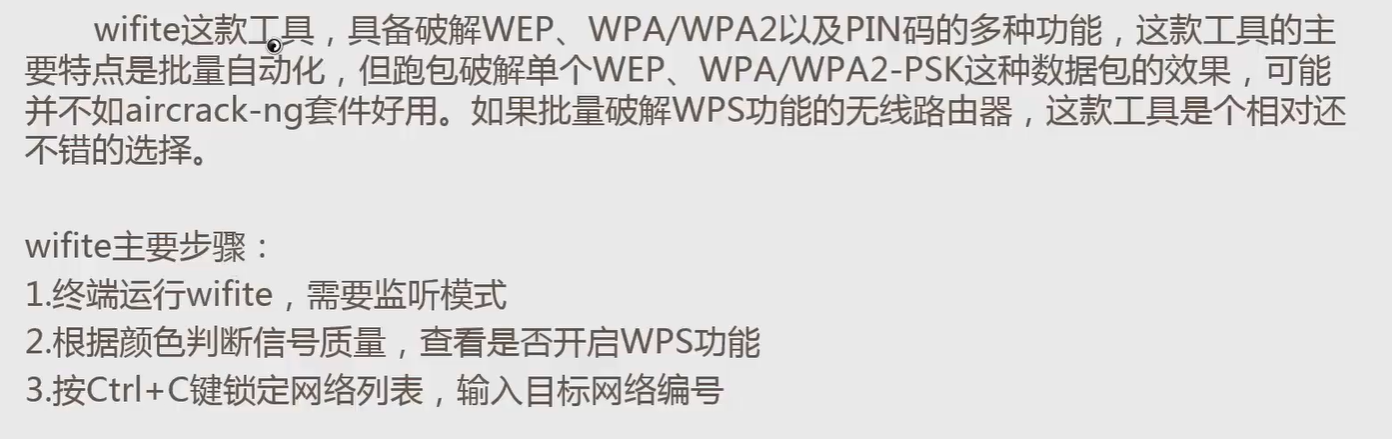 wifite这款工具，具备破解WEP、WPA/WPA2以及PIN码的多种功能，这款工具的主
要特点是批量自动化，但跑包破解单个WEP、WPA/WPA2-PSK这种数据包的效果，可能
并不如aircrack-ng套件好用。如果批量破解WPS功能的无线路由器，这款工具是个相对还
不错的选择。
wifite主要步骤：
1.终端运行wifite，需要监听模式
2.根据颜色判断信号质量，查看是否开启WPS功能
3.按Ctrl+C键锁定网络列表，输入目标网络编号